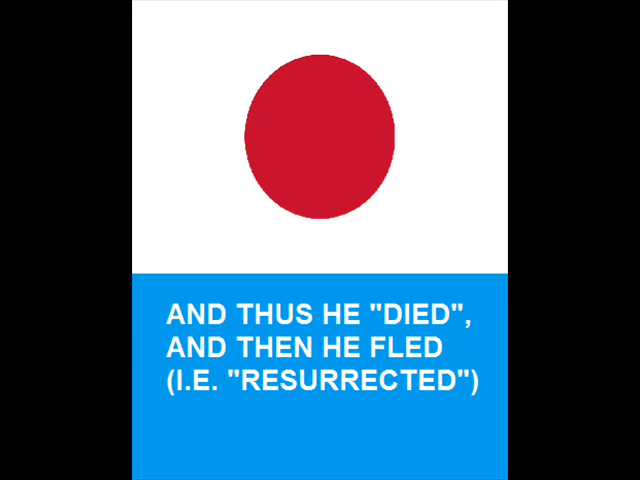 AND THUS HE "DIED",
AND THEN HE FLED
(I.E. "RESURRECTED")